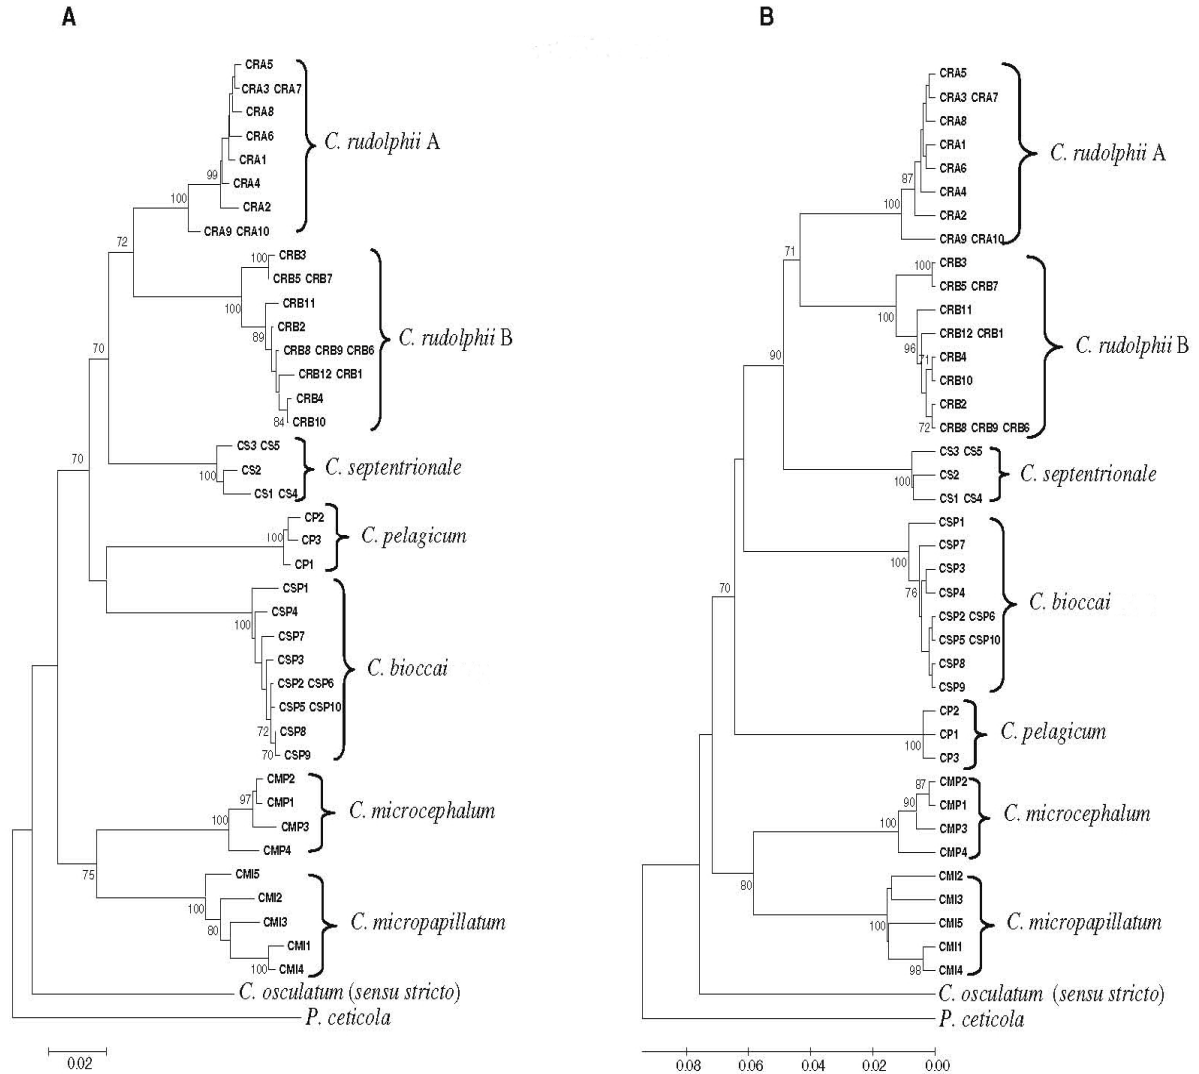 A
CRA5
CRA3 CRA7
CRA8
CRA6
CRA1
CRA4
CRA2
CRA9 CRA10
C. rudolphii A
99
100
72
CRB3
CRB5 CRB7
CRB11
CRB2
CRB8 CRB9 CRB6
CRB12 CRB1
CRB4
CRB10
C. rudolphii B
100
100
89
84
70
CS3 CS5
CS2
CS1 CS4
C. septentrionale
100
70
CP2
CP3
CP1
C. pelagicum
100
CSP1
CSP4
CSP7
CSP3
CSP2 CSP6
CSP5 CSP10
CSP8
CSP9
C. bioccai
100
72
70
CMP2
CMP1
CMP3
CMP4
C. microcephalum
97
100
75
CMI5
CMI2
CMI3
CMI1
CMI4
C. micropapillatum
100
80
100
C. osculatum (sensu stricto)
P. ceticola
0.02
B
CRA5
CRA3 CRA7
CRA8
CRA1
CRA6
CRA4
CRA2
CRA9 CRA10
C. rudolphii A
87
100
71
CRB3
CRB5 CRB7
CRB11
CRB12 CRB1
CRB4
CRB10
CRB2
CRB8 CRB9 CRB6
C. rudolphii B
100
100
96
71
72
90
CS3 CS5
CS2
CS1 CS4
C. septentrionale
100
CSP1
CSP7
CSP3
CSP4
CSP2 CSP6
CSP5 CSP10
CSP8
CSP9
C. bioccai
100
76
70
CP2
CP1
CP3
C. pelagicum
100
CMP2
CMP1
CMP3
CMP4
C. microcephalum
87
90
100
80
CMI2
CMI3
CMI5
CMI1
CMI4
C. micropapillatum
100
98
C. osculatum (sensu stricto)
P. ceticola
0.08 0.06 0.04 0.02 0.00